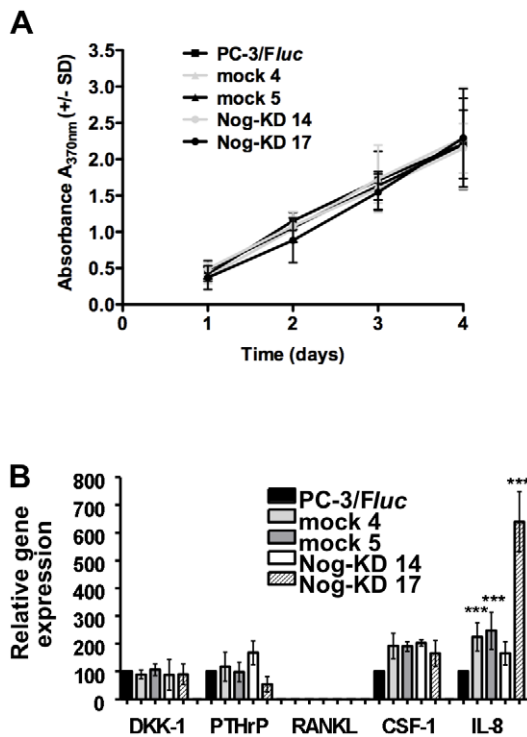 A
3.5
3.0
2.5
2.0
1.5
1.0
0.5
0.0
Absorbance A370nm (+/- SD)
PC-3/Fluc
mock 4
mock 5
Nog-KD 14
Nog-KD 17
0 1 2 3 4
Time (days)
B
800
700
600
500
400
300
200
100
0
Relative gene
expression
PC-3/Fluc
mock 4
mock 5
Nog-KD 14
Nog-KD 17
***
***
***
DKK-1 PTHrP RANKL CSF-1 IL-8